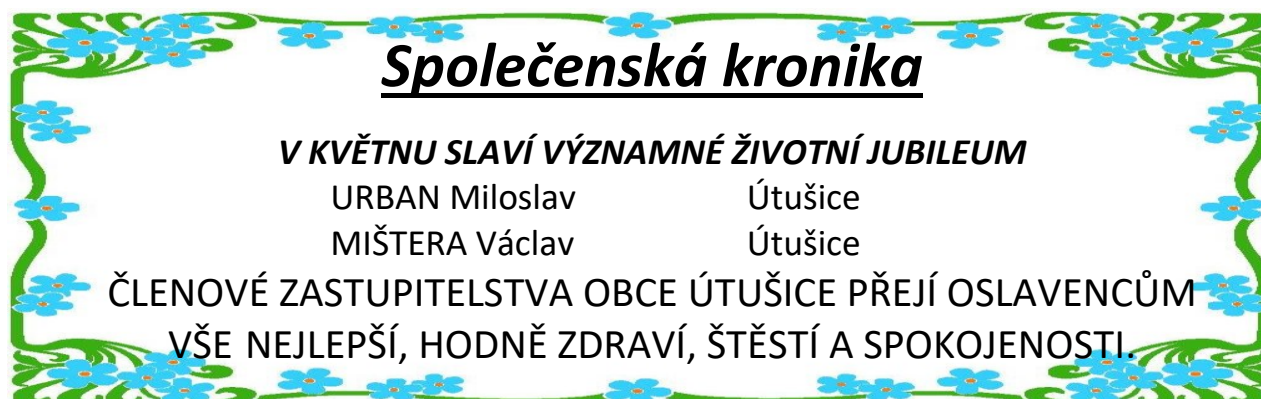 Společenská kronika
V KVĚTNU SLAVÍ VÝZNAMNÉ ŽIVOTNÍ JUBILEUM
URBAN Miloslav Útušice
MIŠTERA Václav Útušice
ČLENOVÉ ZASTUPITELSTVA OBCE ÚTUŠICE PŘEJÍ OSLAVENCŮM
VŠE NEJLEPŠÍ, HODNĚ ZDRAVÍ, ŠTĚSTÍ A SPOKOJENOSTI.